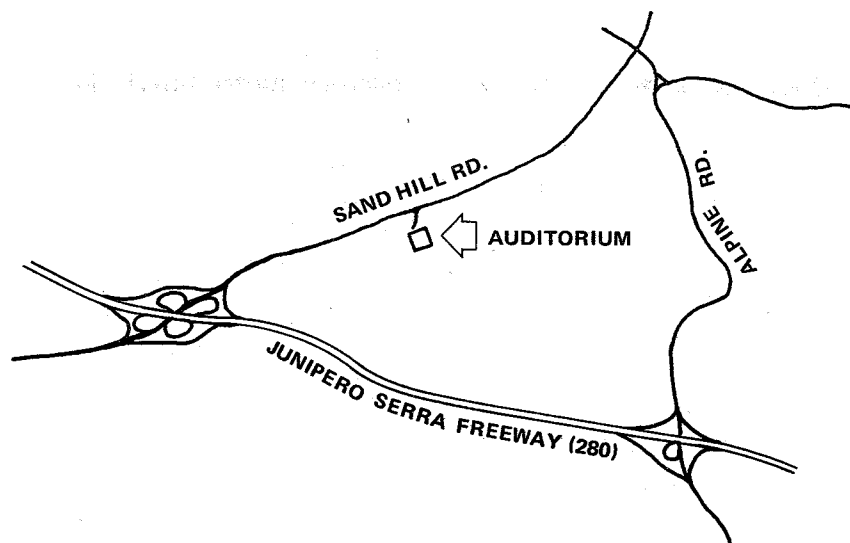 SAND HILL RD.
AUDITORIUM
ALPINE RD.
JUNIPERO SERRA FREEWAY (280)